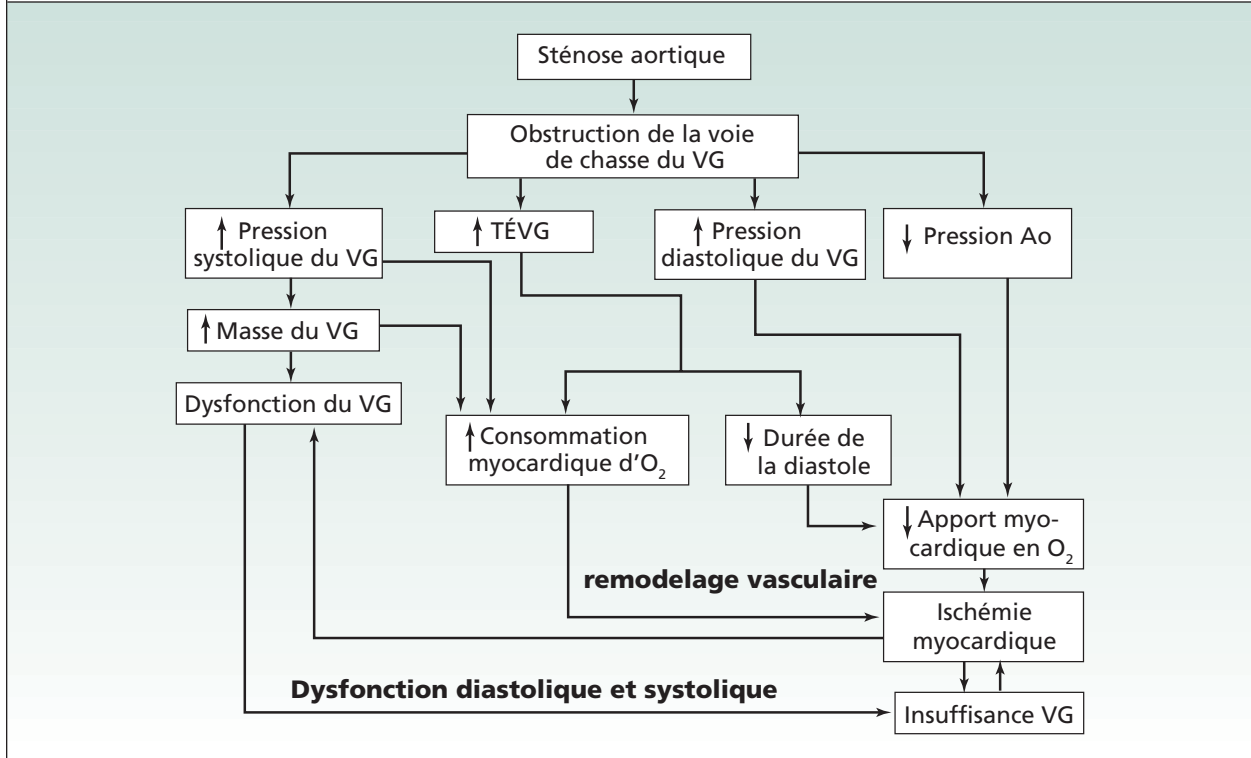 Sténose aortique
Obstruction de la voie
de chasse du VG
↑ Pression
systolique du VG
↑ TÉVG
↑ Pression
diastolique du VG
↓ Pression Ao
↑ Masse du VG
Dysfonction du VG
↑ Consommation
myocardique d'O₂
↓ Durée de
la diastole
↓ Apport myo-
cardique en O₂
remodelage vasculaire
Ischémie
myocardique
Dysfonction diastolique et systolique
Insuffisance VG